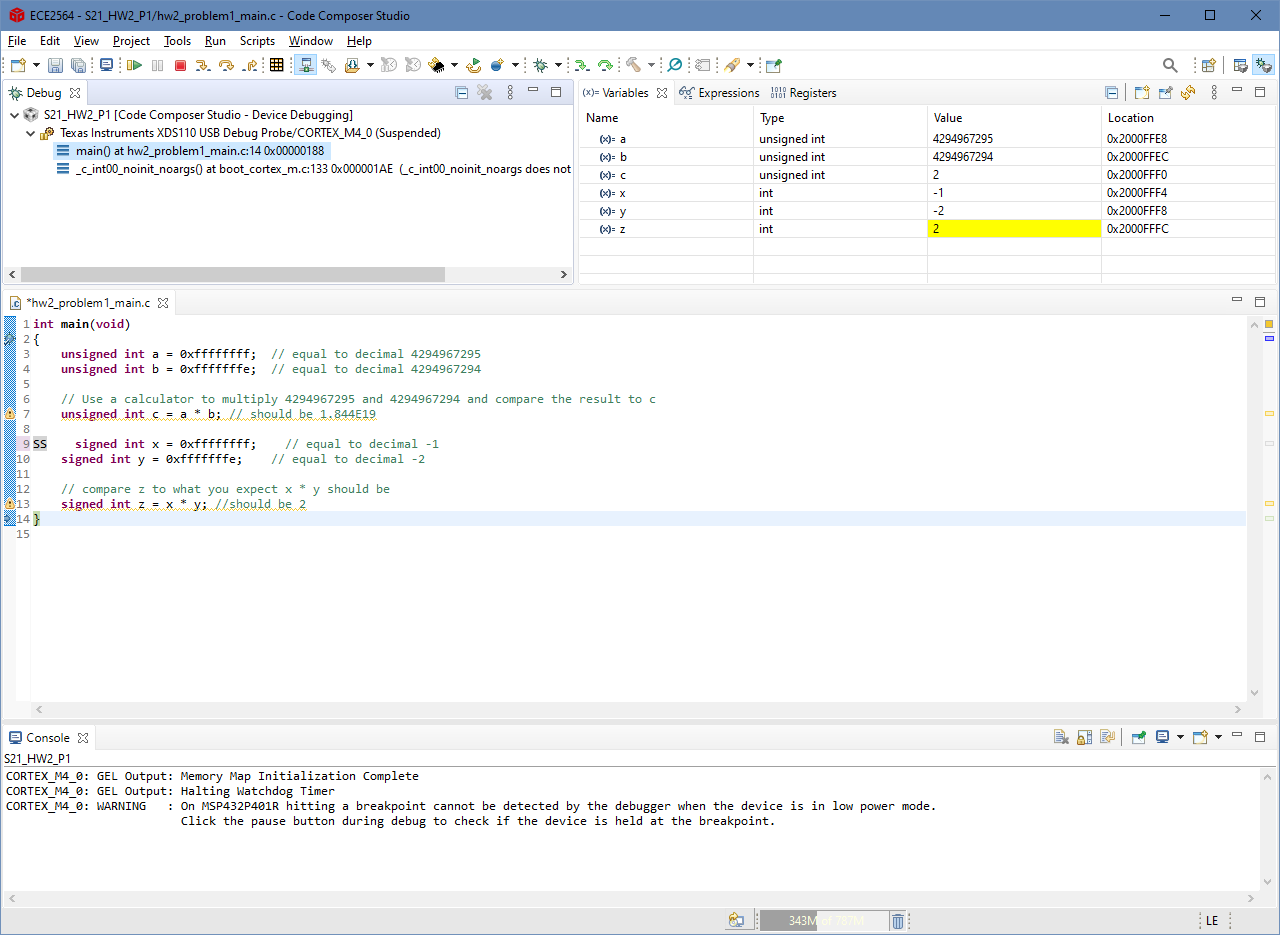 ECE2564 - S21_HW2_P1/hw2_problem1_main.c - Code Composer Studio
File Edit View Project Tools Run Scripts Window Help
Debug
S21_HW2_P1 [Code Composer Studio - Device Debugging]
Texas Instruments XDS110 USB Debug Probe/CORTEX_M4_0 (Suspended)
main() at hw2_problem1_main.c:14 0x00000188
_c_int00_noinit_noargs() at boot_cortex_m.c:133 0x000001AE (_c_int00_noinit_noargs does not
(x)= Variables Expressions 1010 0101 Registers
Name Type Value Location
(x)= a unsigned int 4294967295 0x2000FFE8
(x)= b unsigned int 4294967294 0x2000FFEC
(x)= c unsigned int 2 0x2000FFF0
(x)= x int -1 0x2000FFF4
(x)= y int -2 0x2000FFF8
(x)= z int 2 0x2000FFFC
*hw2_problem1_main.c
1 int main(void)
2 {
3 unsigned int a = 0xffffffff; // equal to decimal 4294967295
4 unsigned int b = 0xfffffffe; // equal to decimal 4294967294
5
6 // Use a calculator to multiply 4294967295 and 4294967294 and compare the result to c
7 unsigned int c = a * b; // should be 1.844E19
8
9 SS signed int x = 0xffffffff; // equal to decimal -1
10 signed int y = 0xfffffffe; // equal to decimal -2
11
12 // compare z to what you expect x * y should be
13 signed int z = x * y; //should be 2
14 }
15
Console
S21_HW2_P1
CORTEX_M4_0: GEL Output: Memory Map Initialization Complete
CORTEX_M4_0: GEL Output: Halting Watchdog Timer
CORTEX_M4_0: WARNING : On MSP432P401R hitting a breakpoint cannot be detected by the debugger when the device is in low power mode.
Click the pause button during debug to check if the device is held at the breakpoint.
343M of 787M
LE